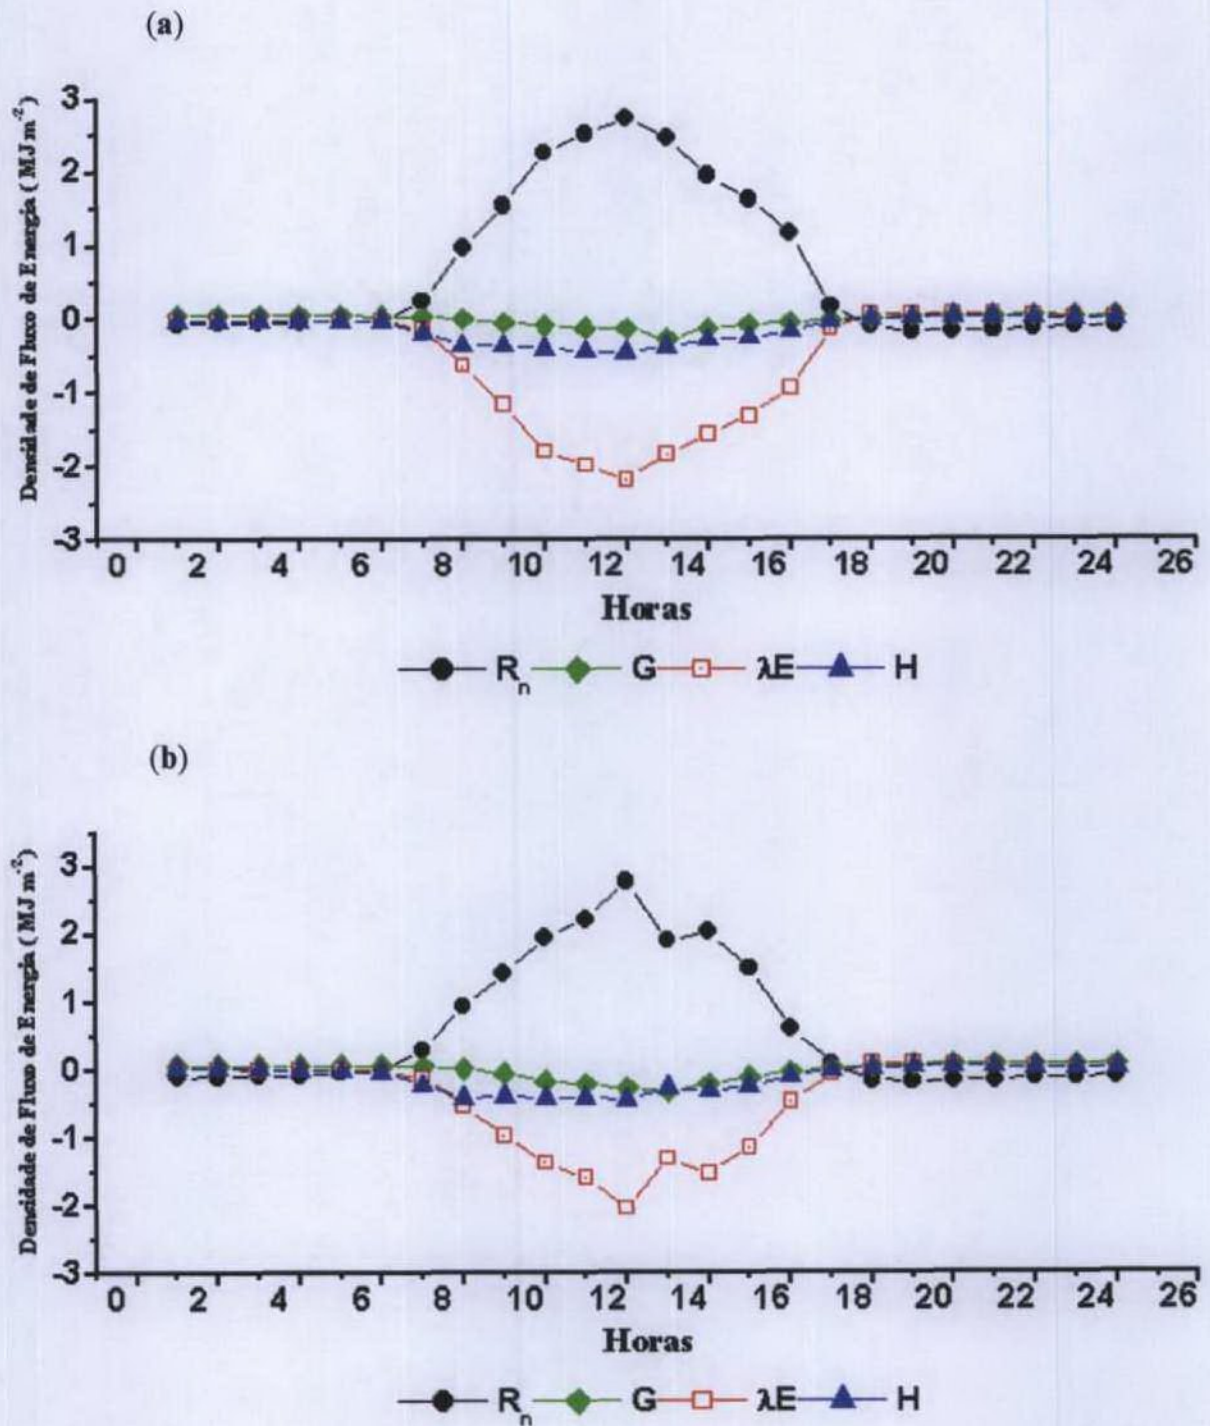 (a)
Densidade de Fluxo de Energia ( MJ m⁻²)
3
2
1
0
-1
-2
-3
0 2 4 6 8 10 12 14 16 18 20 22 24 26
Horas
Rₙ G λE H
(b)
Densidade de Fluxo de Energia ( MJ m⁻²)
3
2
1
0
-1
-2
-3
0 2 4 6 8 10 12 14 16 18 20 22 24 26
Horas
Rₙ G λE H